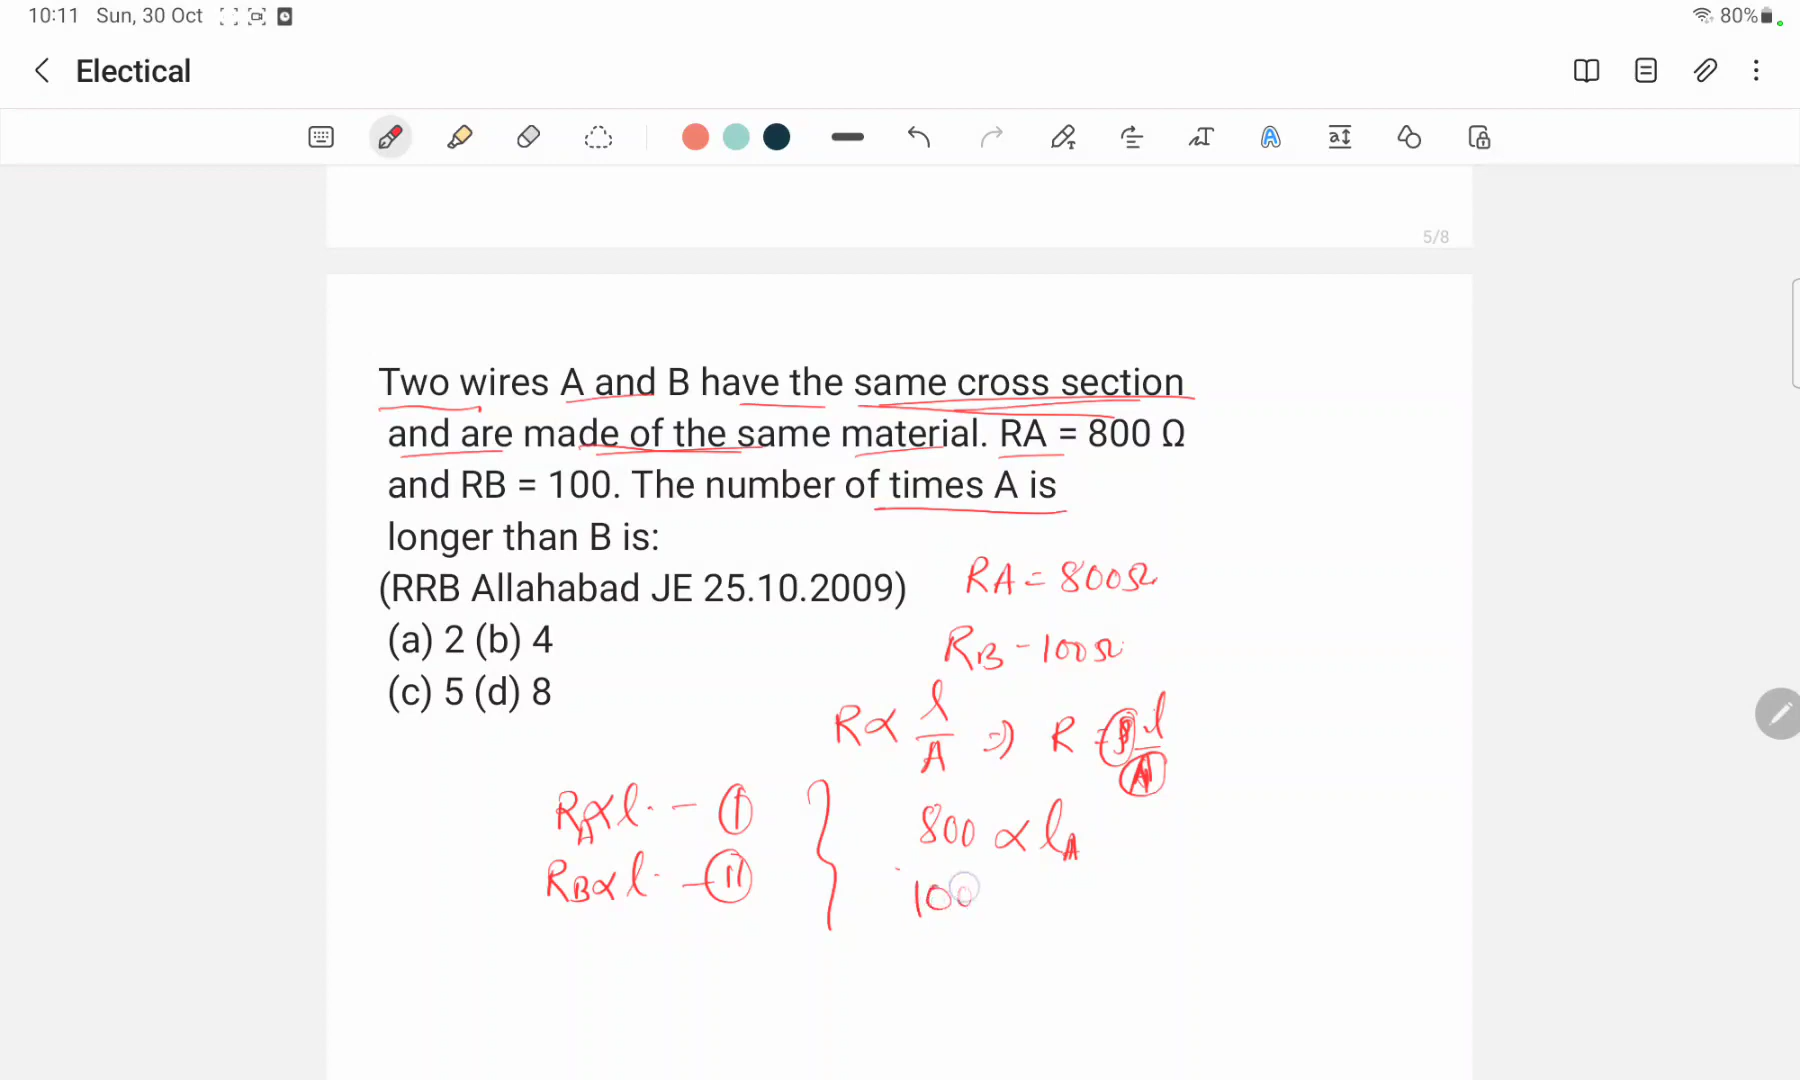 10:11 Sun, 30 Oct
80%
Electical
5/8
Two wires A and B have the same cross section
and are made of the same material. RA = 800 Ω
and RB = 100. The number of times A is
longer than B is:
(RRB Allahabad JE 25.10.2009)
(a) 2 (b) 4
(c) 5 (d) 8
RA = 800Ω
RB - 100Ω
R ∝ l/A ⇒ R = ρ l/A
RA ∝ l. - (I)
RB ∝ l. - (II)
800 ∝ lA
100